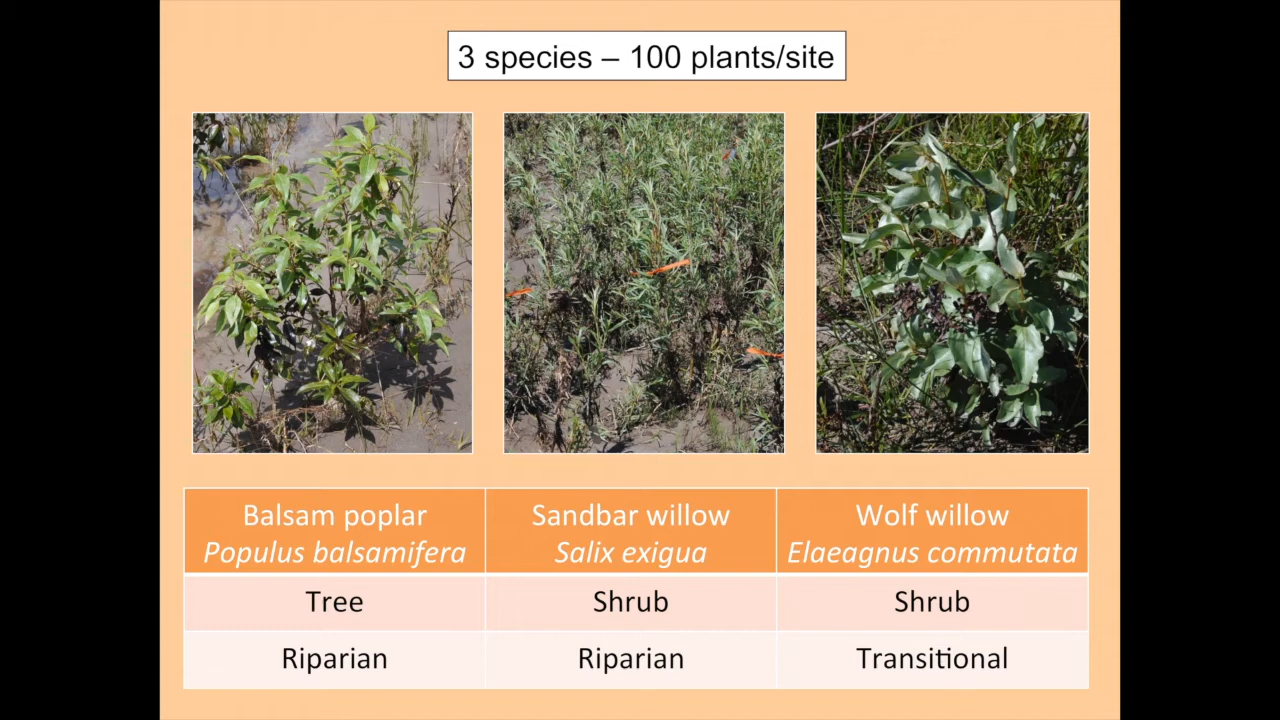 3 species – 100 plants/site
Balsam poplar
Populus balsamifera
Sandbar willow
Salix exigua
Wolf willow
Elaeagnus commutata
Tree
Shrub
Shrub
Riparian
Riparian
Transitional